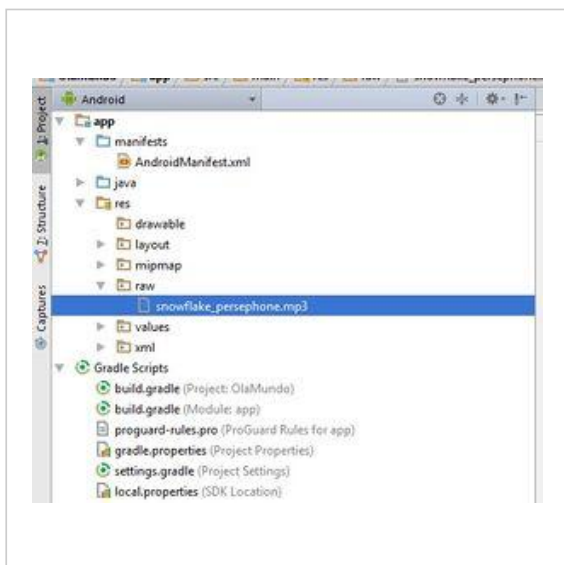 Android
app
manifests
AndroidManifest.xml
java
res
drawable
layout
mipmap
raw
snowflake_persephone.mp3
values
xml
Gradle Scripts
build.gradle (Project: OlaMundo)
build.gradle (Module: app)
proguard-rules.pro (ProGuard Rules for app)
gradle.properties (Project Properties)
settings.gradle (Project Settings)
local.properties (SDK Location)
1: Project
Z: Structure
Captures